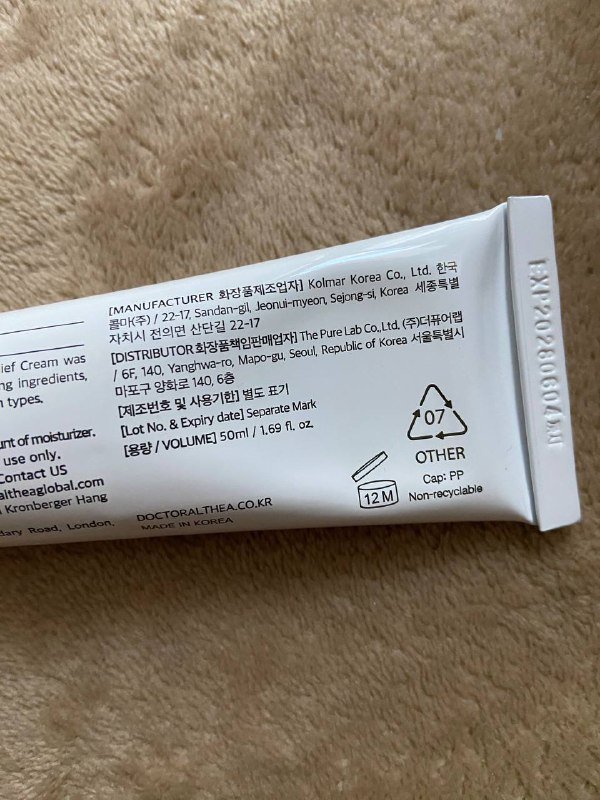 ief Cream was
ng ingredients,
n types.
unt of moisturizer.
use only.
Contact US
altheaglobal.com
Kronberger Hang
dary Road, London,
[MANUFACTURER 화장품제조업자] Kolmar Korea Co., Ltd. 한국
콜마(주) / 22-17, Sandan-gil, Jeonui-myeon, Sejong-si, Korea 세종특별
자치시 전의면 산단길 22-17
[DISTRIBUTOR 화장품책임판매업자] The Pure Lab Co., Ltd. (주)더퓨어랩
/ 6F, 140, Yanghwa-ro, Mapo-gu, Seoul, Republic of Korea 서울특별시
마포구 양화로 140, 6층
[제조번호 및 사용기한] 별도 표기
[Lot No. & Expiry date] Separate Mark
[용량 / VOLUME] 50ml / 1.69 fl. oz.
DOCTORALTHEA.CO.KR
MADE IN KOREA
07
OTHER
Cap: PP
Non-recyclable
12 M
EXP20280604